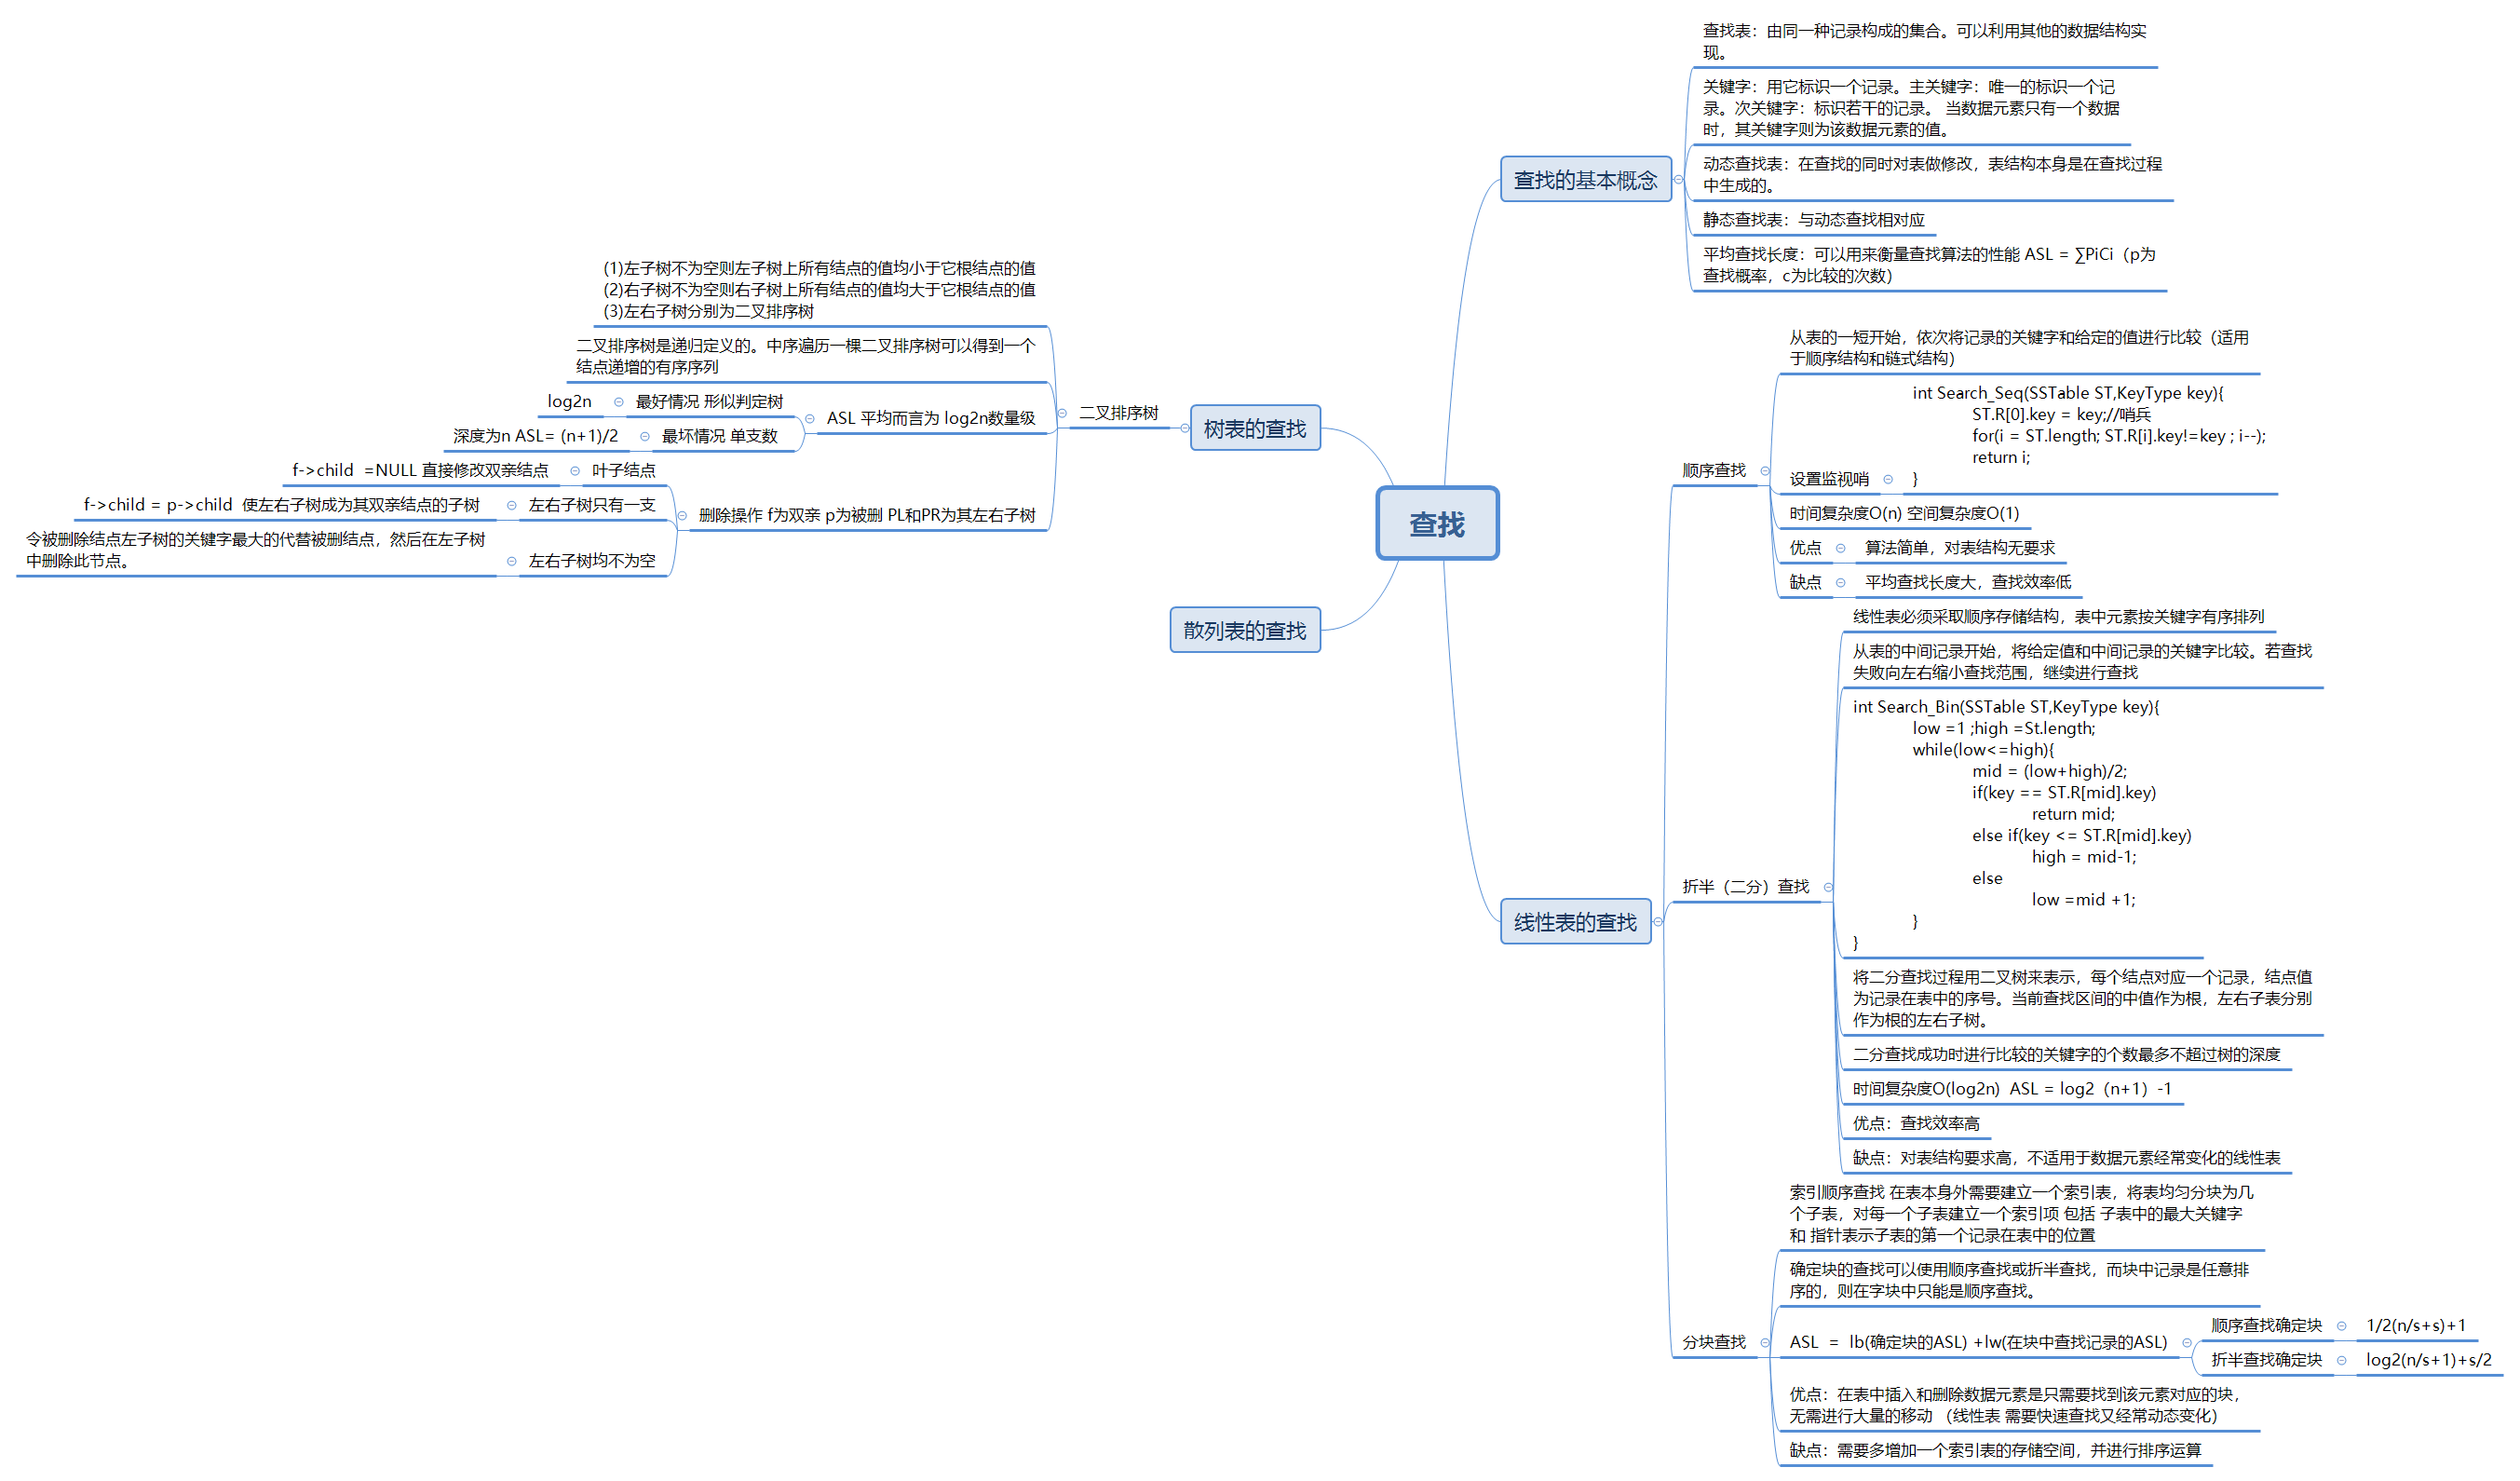 查找
查找的基本概念
查找表：由同一种记录构成的集合。可以利用其他的数据结构实
现。
关键字：用它标识一个记录。主关键字：唯一的标识一个记
录。次关键字：标识若干的记录。 当数据元素只有一个数据
时，其关键字则为该数据元素的值。
动态查找表：在查找的同时对表做修改，表结构本身是在查找过程
中生成的。
静态查找表：与动态查找相对应
平均查找长度：可以用来衡量查找算法的性能 ASL = ∑PiCi（p为
查找概率，c为比较的次数）
线性表的查找
顺序查找
从表的一短开始，依次将记录的关键字和给定的值进行比较（适用
于顺序结构和链式结构）
设置监视哨
int Search_Seq(SSTable ST,KeyType key){
ST.R[0].key = key;//哨兵
for(i = ST.length; ST.R[i].key!=key ; i--);
return i;
}
时间复杂度O(n) 空间复杂度O(1)
优点
算法简单，对表结构无要求
缺点
平均查找长度大，查找效率低
折半（二分）查找
线性表必须采取顺序存储结构，表中元素按关键字有序排列
从表的中间记录开始，将给定值和中间记录的关键字比较。若查找
失败向左右缩小查找范围，继续进行查找
int Search_Bin(SSTable ST,KeyType key){
low =1 ;high =St.length;
while(low<=high){
mid = (low+high)/2;
if(key == ST.R[mid].key)
return mid;
else if(key <= ST.R[mid].key)
high = mid-1;
else
low =mid +1;
}
}
将二分查找过程用二叉树来表示，每个结点对应一个记录，结点值
为记录在表中的序号。当前查找区间的中值作为根，左右子表分别
作为根的左右子树。
二分查找成功时进行比较的关键字的个数最多不超过树的深度
时间复杂度O(log2n)  ASL = log2（n+1）-1
优点：查找效率高
缺点：对表结构要求高，不适用于数据元素经常变化的线性表
分块查找
索引顺序查找 在表本身外需要建立一个索引表，将表均匀分块为几
个子表，对每一个子表建立一个索引项 包括 子表中的最大关键字
和 指针表示子表的第一个记录在表中的位置
确定块的查找可以使用顺序查找或折半查找，而块中记录是任意排
序的，则在字块中只能是顺序查找。
ASL  =  lb(确定块的ASL) +lw(在块中查找记录的ASL)
顺序查找确定块
1/2(n/s+s)+1
折半查找确定块
log2(n/s+1)+s/2
优点：在表中插入和删除数据元素是只需要找到该元素对应的块，
无需进行大量的移动 （线性表 需要快速查找又经常动态变化）
缺点：需要多增加一个索引表的存储空间，并进行排序运算
树表的查找
二叉排序树
(1)左子树不为空则左子树上所有结点的值均小于它根结点的值
(2)右子树不为空则右子树上所有结点的值均大于它根结点的值
(3)左右子树分别为二叉排序树
二叉排序树是递归定义的。中序遍历一棵二叉排序树可以得到一个
结点递增的有序序列
ASL 平均而言为 log2n数量级
最好情况 形似判定树
log2n
最坏情况 单支数
深度为n ASL= (n+1)/2
删除操作 f为双亲 p为被删 PL和PR为其左右子树
叶子结点
f->child  =NULL 直接修改双亲结点
左右子树只有一支
f->child = p->child  使左右子树成为其双亲结点的子树
左右子树均不为空
令被删除结点左子树的关键字最大的代替被删结点，然后在左子树
中删除此节点。
散列表的查找